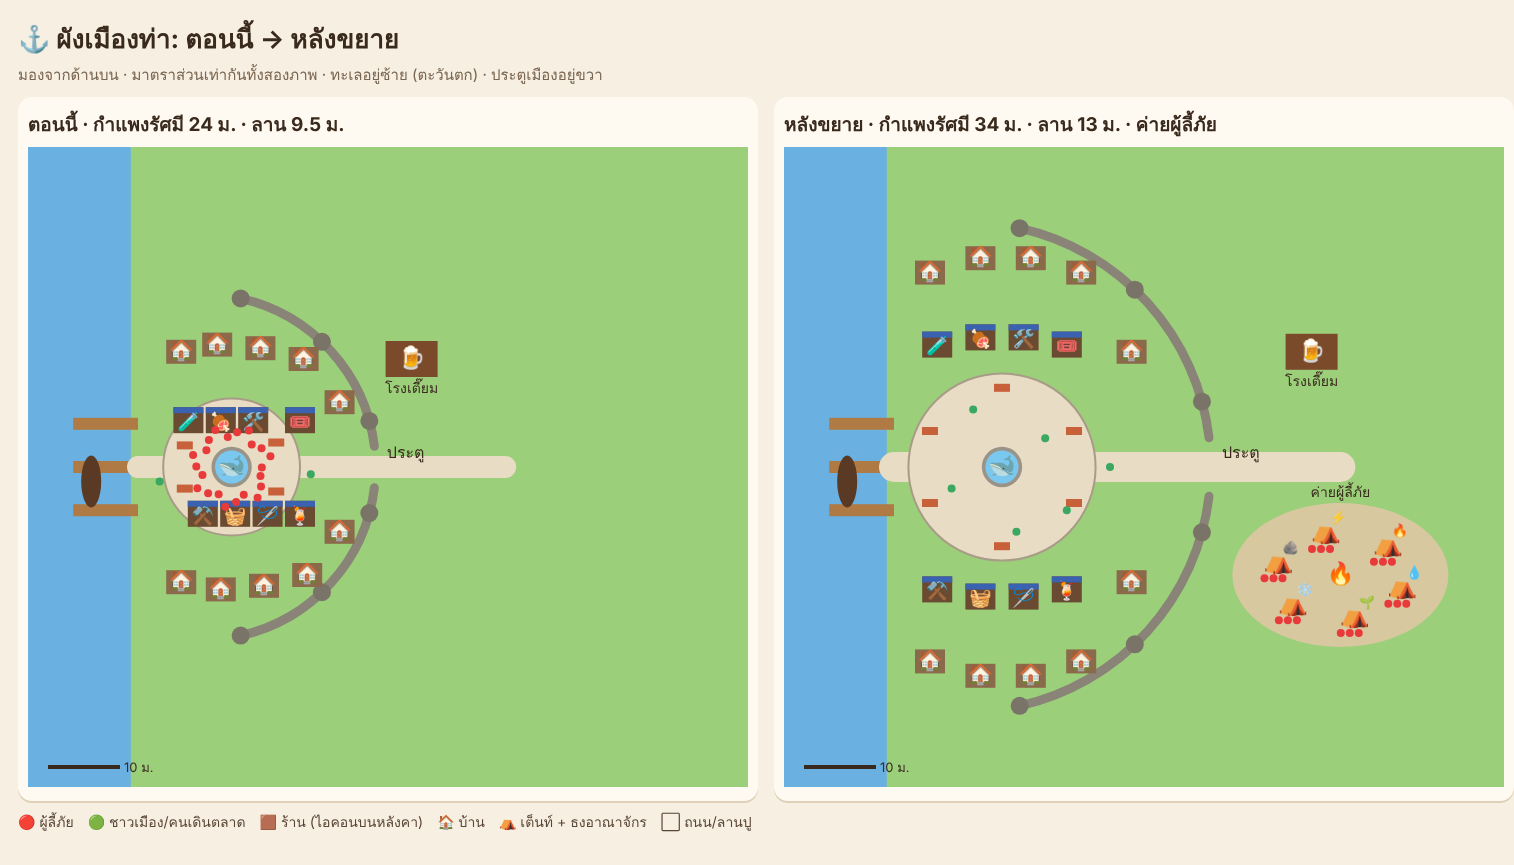 ⚓ ผังเมืองท่า: ตอนนี้ → หลังขยาย
มองจากด้านบน · มาตราส่วนเท่ากันทั้งสองภาพ · ทะเลอยู่ซ้าย (ตะวันตก) · ประตูเมืองอยู่ขวา
ตอนนี้ · กำแพงรัศมี 24 ม. · ลาน 9.5 ม.
โรงเตี๊ยม
ประตู
10 ม.
หลังขยาย · กำแพงรัศมี 34 ม. · ลาน 13 ม. · ค่ายผู้ลี้ภัย
โรงเตี๊ยม
ประตู
ค่ายผู้ลี้ภัย
10 ม.
🔴 ผู้ลี้ภัย 🟢 ชาวเมือง/คนเดินตลาด 🟫 ร้าน (ไอคอนบนหลังคา) 🏠 บ้าน ⛺ เต็นท์ + ธงอาณาจักร ⬜ ถนน/ลานปู